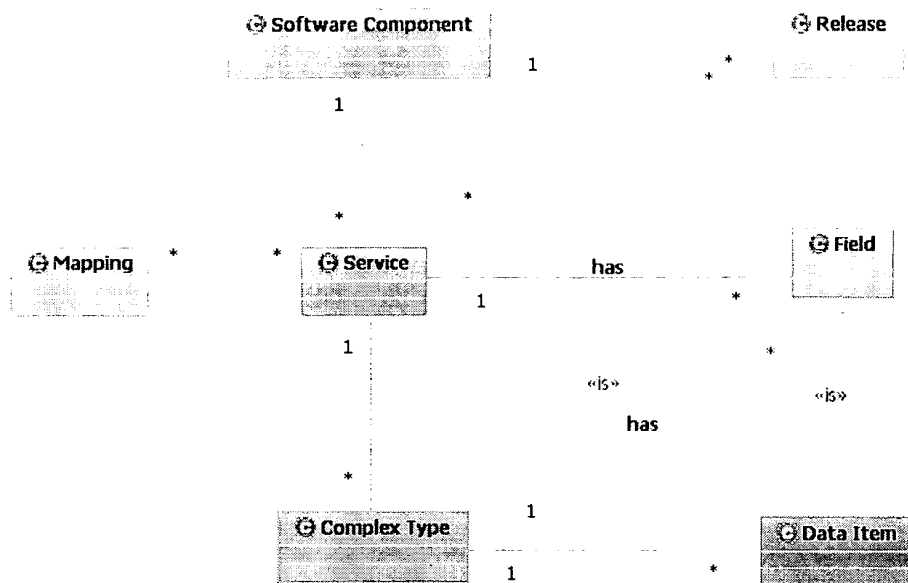 Software Component
Release
1
*
*
1
*
*
Mapping
*
*
Service
has
Field
1
*
1
*
«is»
«is»
has
*
1
Complex Type
Data Item
1
*